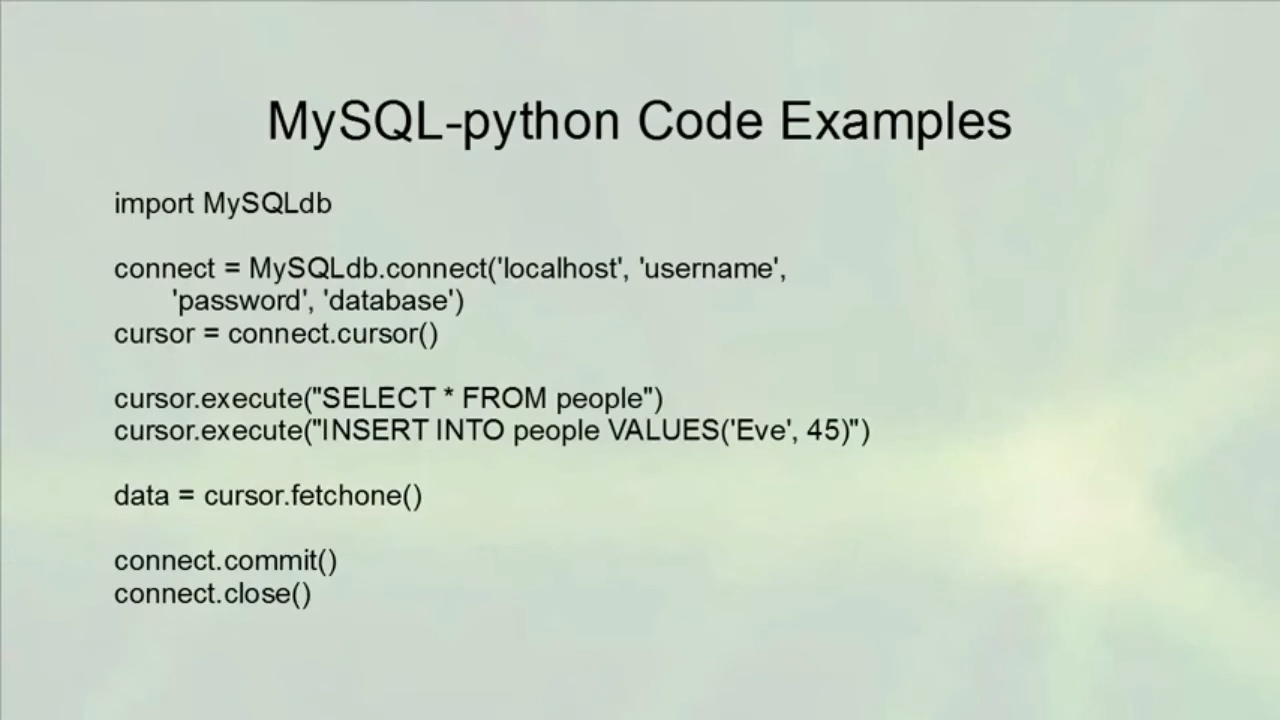 MySQL-python Code Examples
import MySQLdb
connect = MySQLdb.connect('localhost', 'username',
'password', 'database')
cursor = connect.cursor()
cursor.execute("SELECT * FROM people")
cursor.execute("INSERT INTO people VALUES('Eve', 45)")
data = cursor.fetchone()
connect.commit()
connect.close()